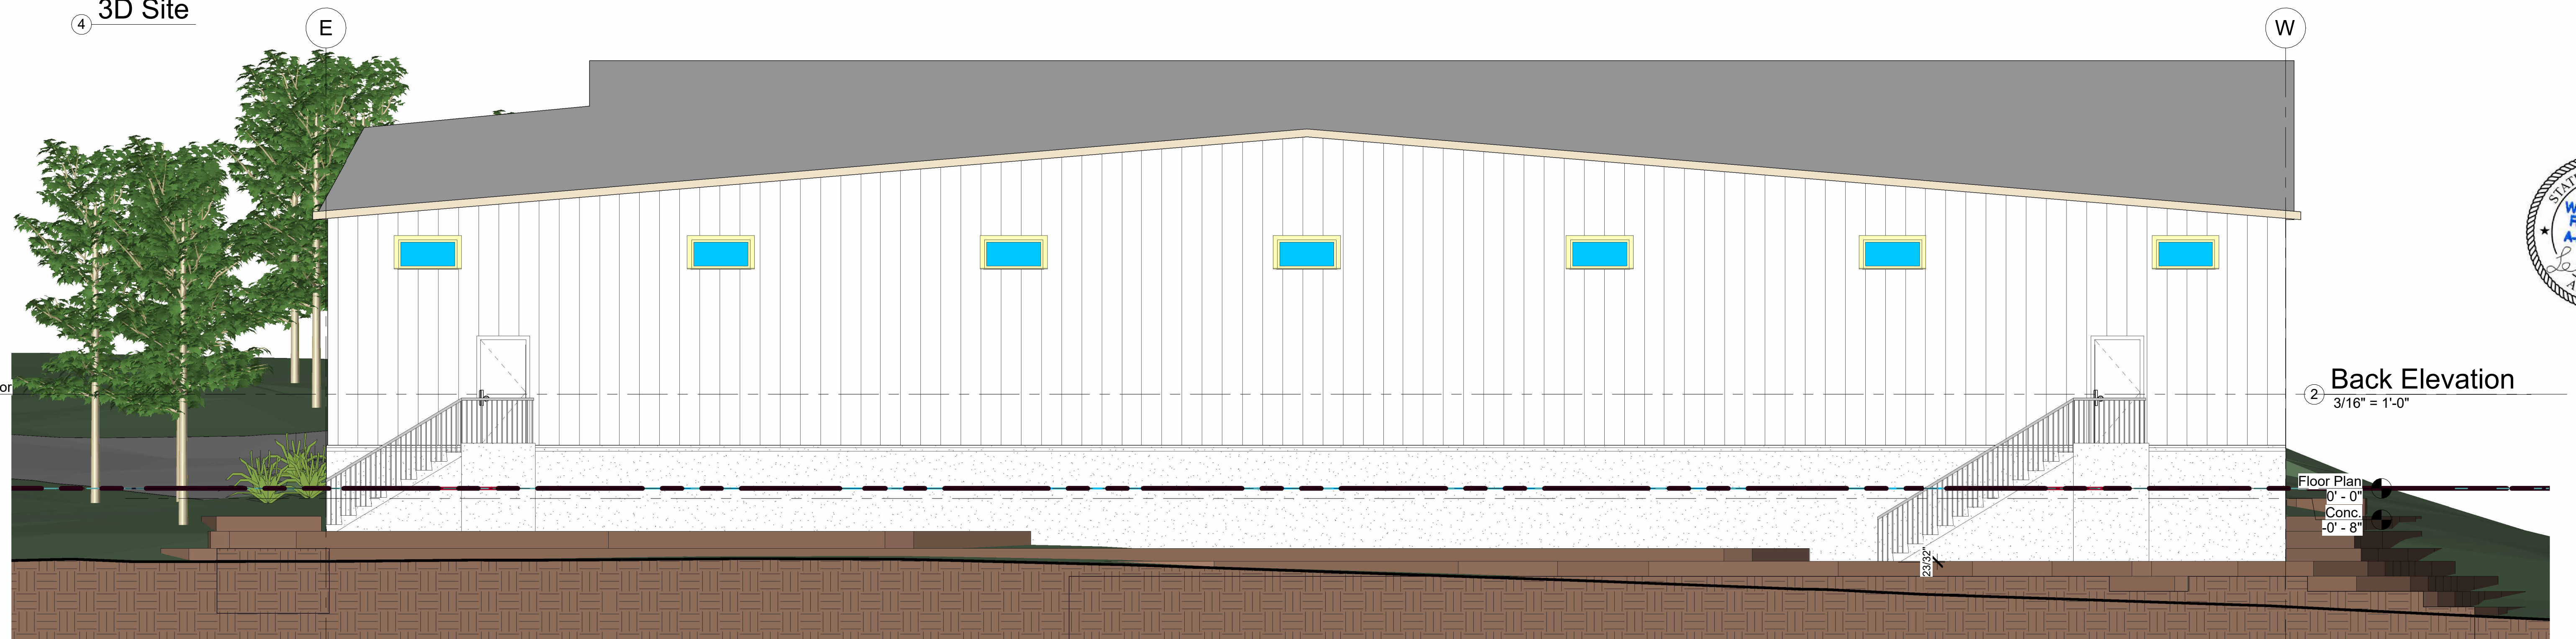 3D Site
4
E
W
or
2
Back Elevation
3/16" = 1'-0"
Floor Plan
0' - 0"
Conc.
-0' - 8"
23/32"